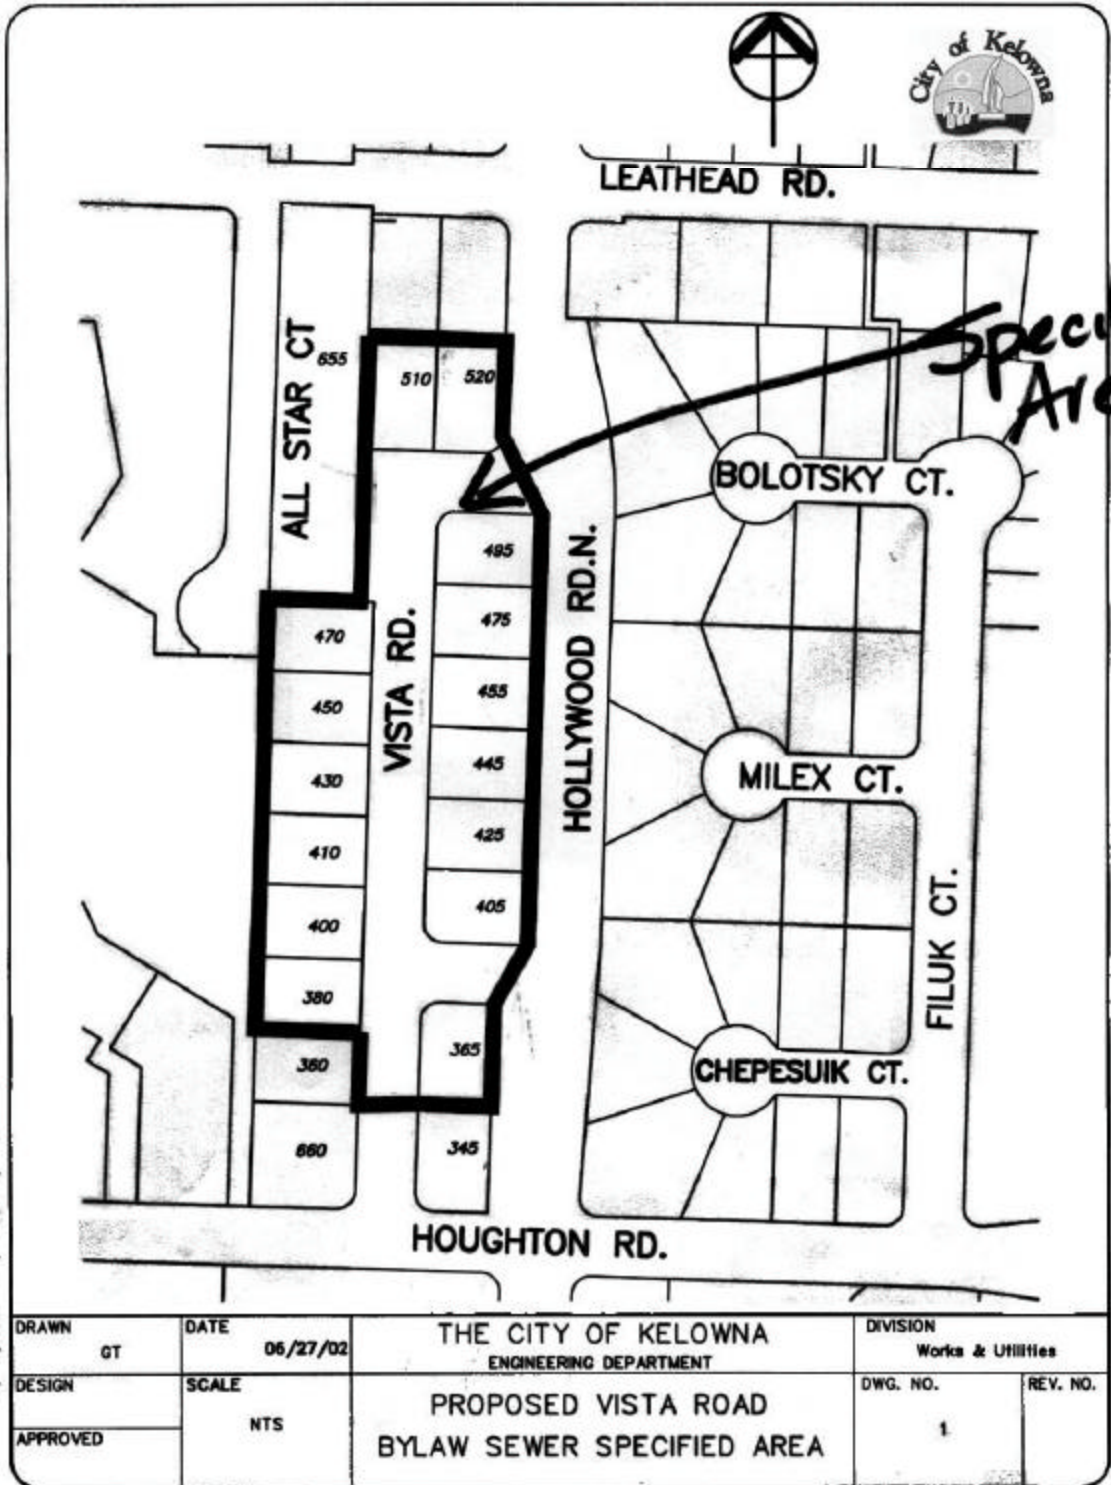 City of Kelowna
LEATHEAD RD.
ALL STAR CT
655
510
520
BOLOTSKY CT.
495
470
475
VISTA RD.
HOLLYWOOD RD.N.
450
455
430
445
MILEX CT.
410
425
400
405
FILUK CT.
380
360
365
CHEPESUIK CT.
660
345
HOUGHTON RD.
DRAWN
GT
DATE
06/27/02
THE CITY OF KELOWNA
ENGINEERING DEPARTMENT
DIVISION
Works & Utilities
DESIGN
SCALE
NTS
PROPOSED VISTA ROAD
BYLAW SEWER SPECIFIED AREA
DWG. NO.
1
REV. NO.
APPROVED